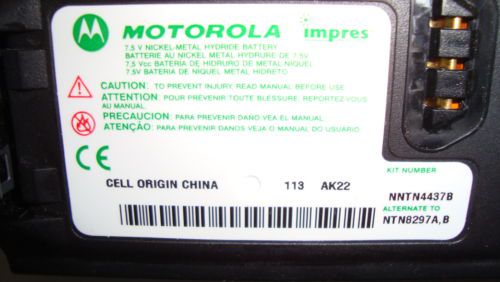 MOTOROLA impres
7.5 V NICKEL-METAL HYDRIDE BATTERY
BATTERIE AU NICKEL-METAL HYDRURE DE 7.5V
7.5 Vcc BATERIA DE HIDRURO DE METAL NIQUEL
7.5V BATERIA DE NIQUEL METAL HIDRETO
CAUTION: TO PREVENT INJURY, READ MANUAL BEFORE USE.
ATTENTION: POUR PRÉVENIR TOUTE BLESSURE, REPORTEZ-VOUS
AU MANUAL.
PRECAUCION: PARA PREVENIR DANOS VEA ÉL MANUAL.
ATENÇÃO: PARA PREVENIR DANOS VEJA O MANUAL DO USUÁRIO.
CE
CELL ORIGIN CHINA 113 AK22
KIT NUMBER
NNTN4437B
ALTERNATE TO
NTN8297A,B